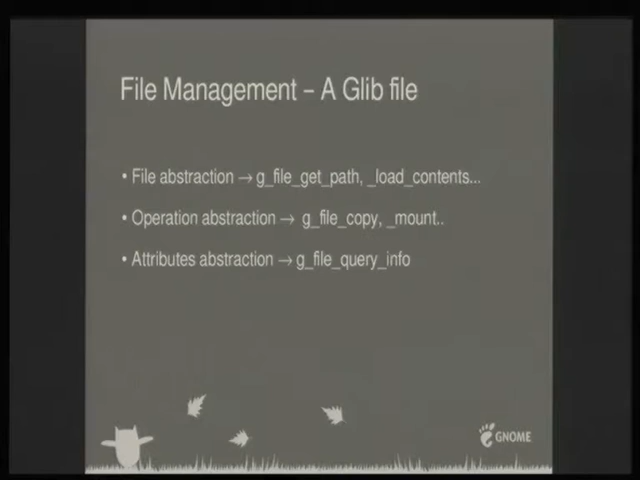 File Management – A Glib file
• File abstraction → g_file_get_path, _load_contents...
• Operation abstraction → g_file_copy, _mount..
• Attributes abstraction → g_file_query_info
GNOME